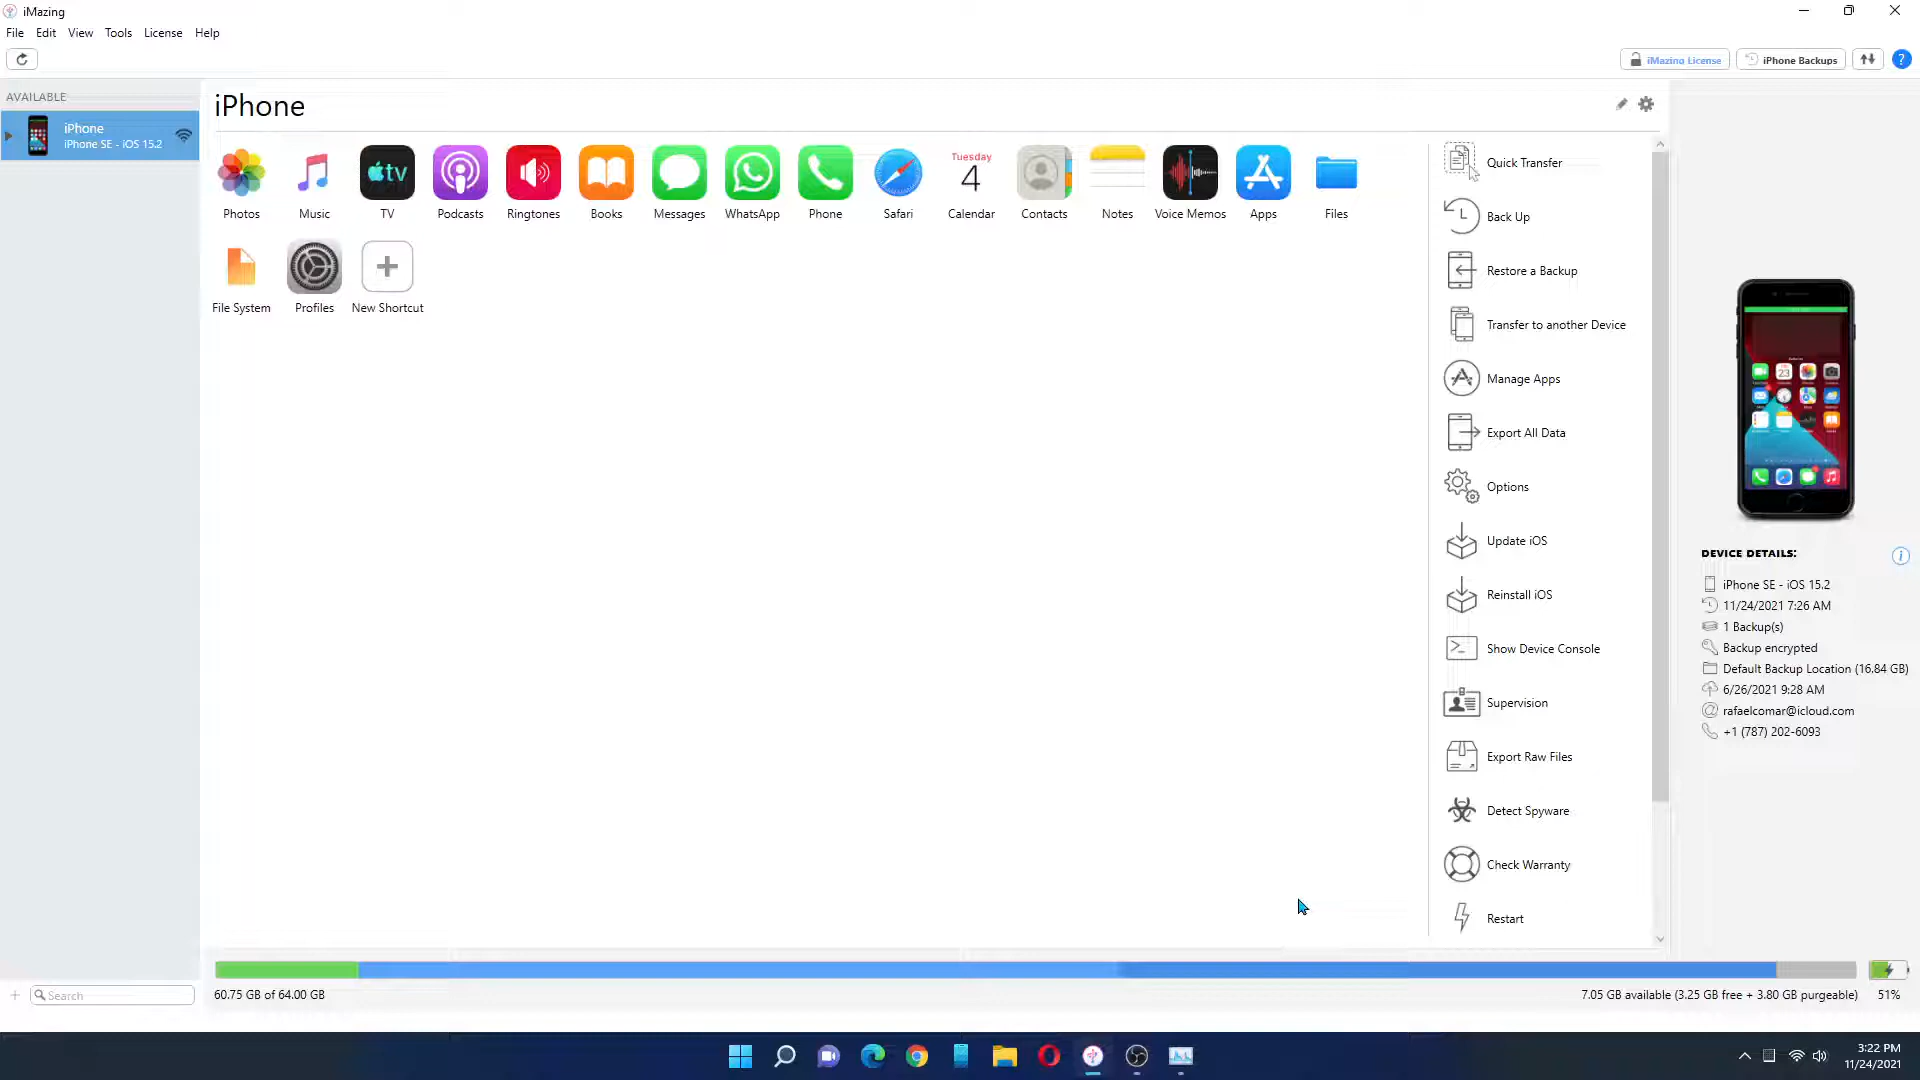 iMazing
File Edit View Tools License Help
iMazing License
iPhone Backups
?
AVAILABLE
iPhone
iPhone SE - iOS 15.2
iPhone
tv
Tuesday
4
Photos Music TV Podcasts Ringtones Books Messages WhatsApp Phone Safari Calendar Contacts Notes Voice Memos Apps Files
File System Profiles New Shortcut
Quick Transfer
Back Up
Restore a Backup
Transfer to another Device
Manage Apps
Export All Data
Options
Update iOS
Reinstall iOS
Show Device Console
Supervision
Export Raw Files
Detect Spyware
Check Warranty
Restart
23
DEVICE DETAILS:
iPhone SE - iOS 15.2
11/24/2021 7:26 AM
1 Backup(s)
Backup encrypted
Default Backup Location (16.84 GB)
6/26/2021 9:28 AM
rafaelcomar@icloud.com
+1 (787) 202-6093
Search
60.75 GB of 64.00 GB
7.05 GB available (3.25 GB free + 3.80 GB purgeable)
51%
3:22 PM
11/24/2021